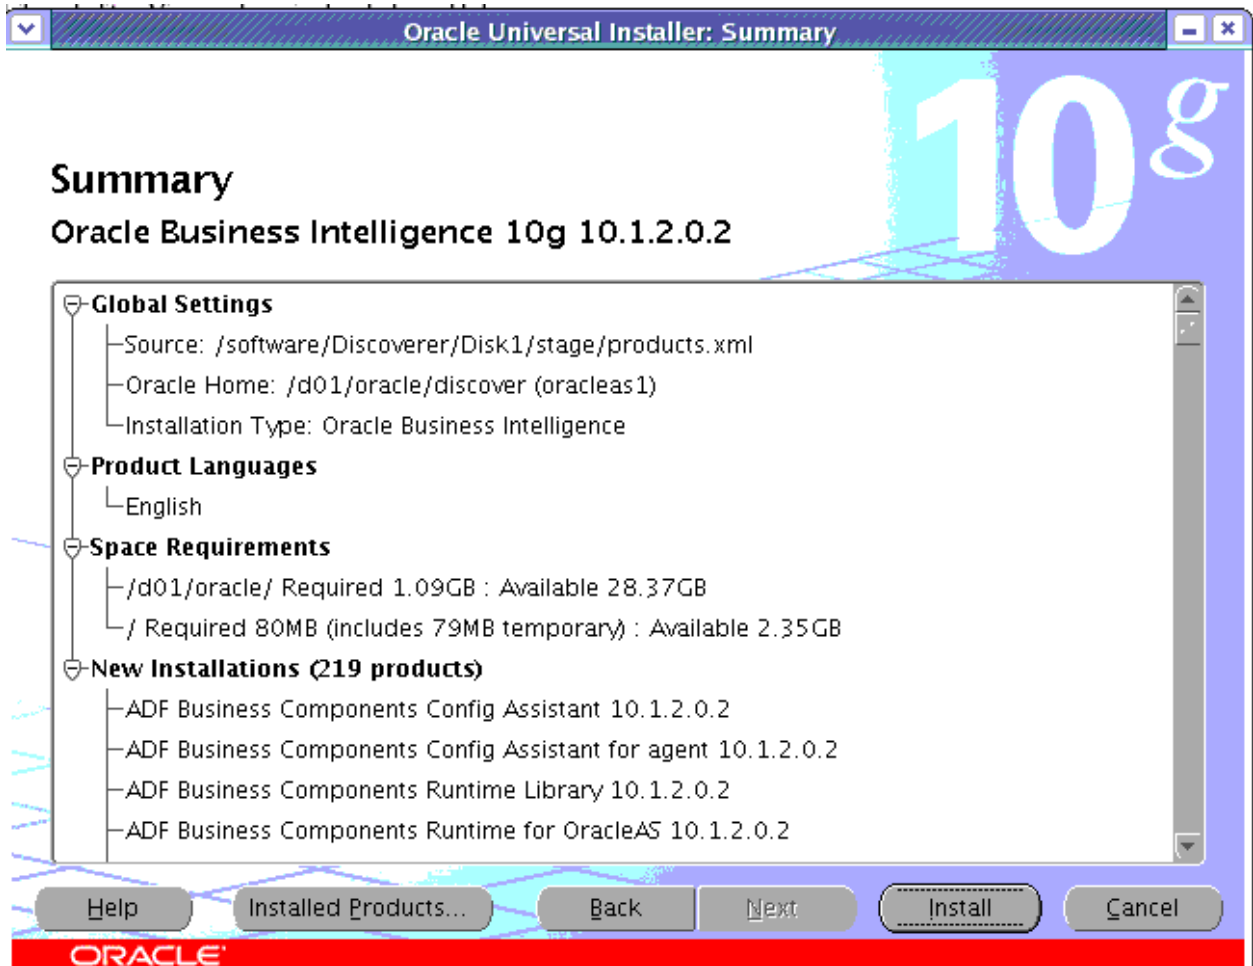 Oracle Universal Installer: Summary
10g
Summary
Oracle Business Intelligence 10g 10.1.2.0.2
Global Settings
Source: /software/Discoverer/Disk1/stage/products.xml
Oracle Home: /d01/oracle/discover (oracleas1)
Installation Type: Oracle Business Intelligence
Product Languages
English
Space Requirements
/d01/oracle/ Required 1.09GB : Available 28.37GB
/ Required 80MB (includes 79MB temporary) : Available 2.35GB
New Installations (219 products)
ADF Business Components Config Assistant 10.1.2.0.2
ADF Business Components Config Assistant for agent 10.1.2.0.2
ADF Business Components Runtime Library 10.1.2.0.2
ADF Business Components Runtime for OracleAS 10.1.2.0.2
Help Installed Products... Back Next Install Cancel
ORACLE